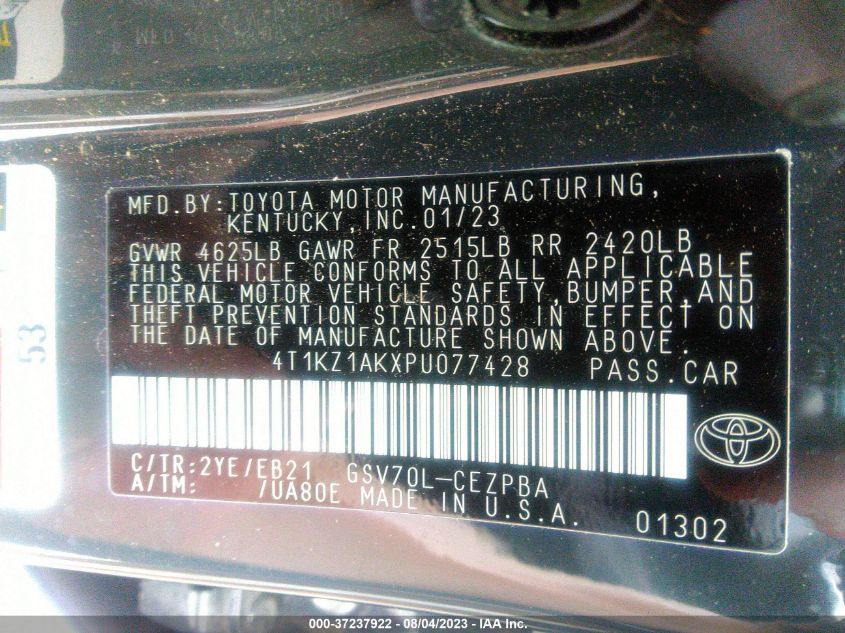 MFD.BY:TOYOTA MOTOR MANUFACTURING,
KENTUCKY,INC.01/23
GVWR 4625LB GAWR FR 2515LB RR 2420LB
THIS VEHICLE CONFORMS TO ALL APPLICABLE
FEDERAL MOTOR VEHICLE SAFETY,BUMPER,AND
THEFT PREVENTION STANDARDS IN EFFECT ON
THE DATE OF MANUFACTURE SHOWN ABOVE.
4T1KZ1AKXPU077428 PASS.CAR
C/TR:2YE/EB21 GSV70L-CEZPBA
A/TM: /UA80E MADE IN U.S.A.
01302
53
000-37237922 - 08/04/2023 - IAA Inc.